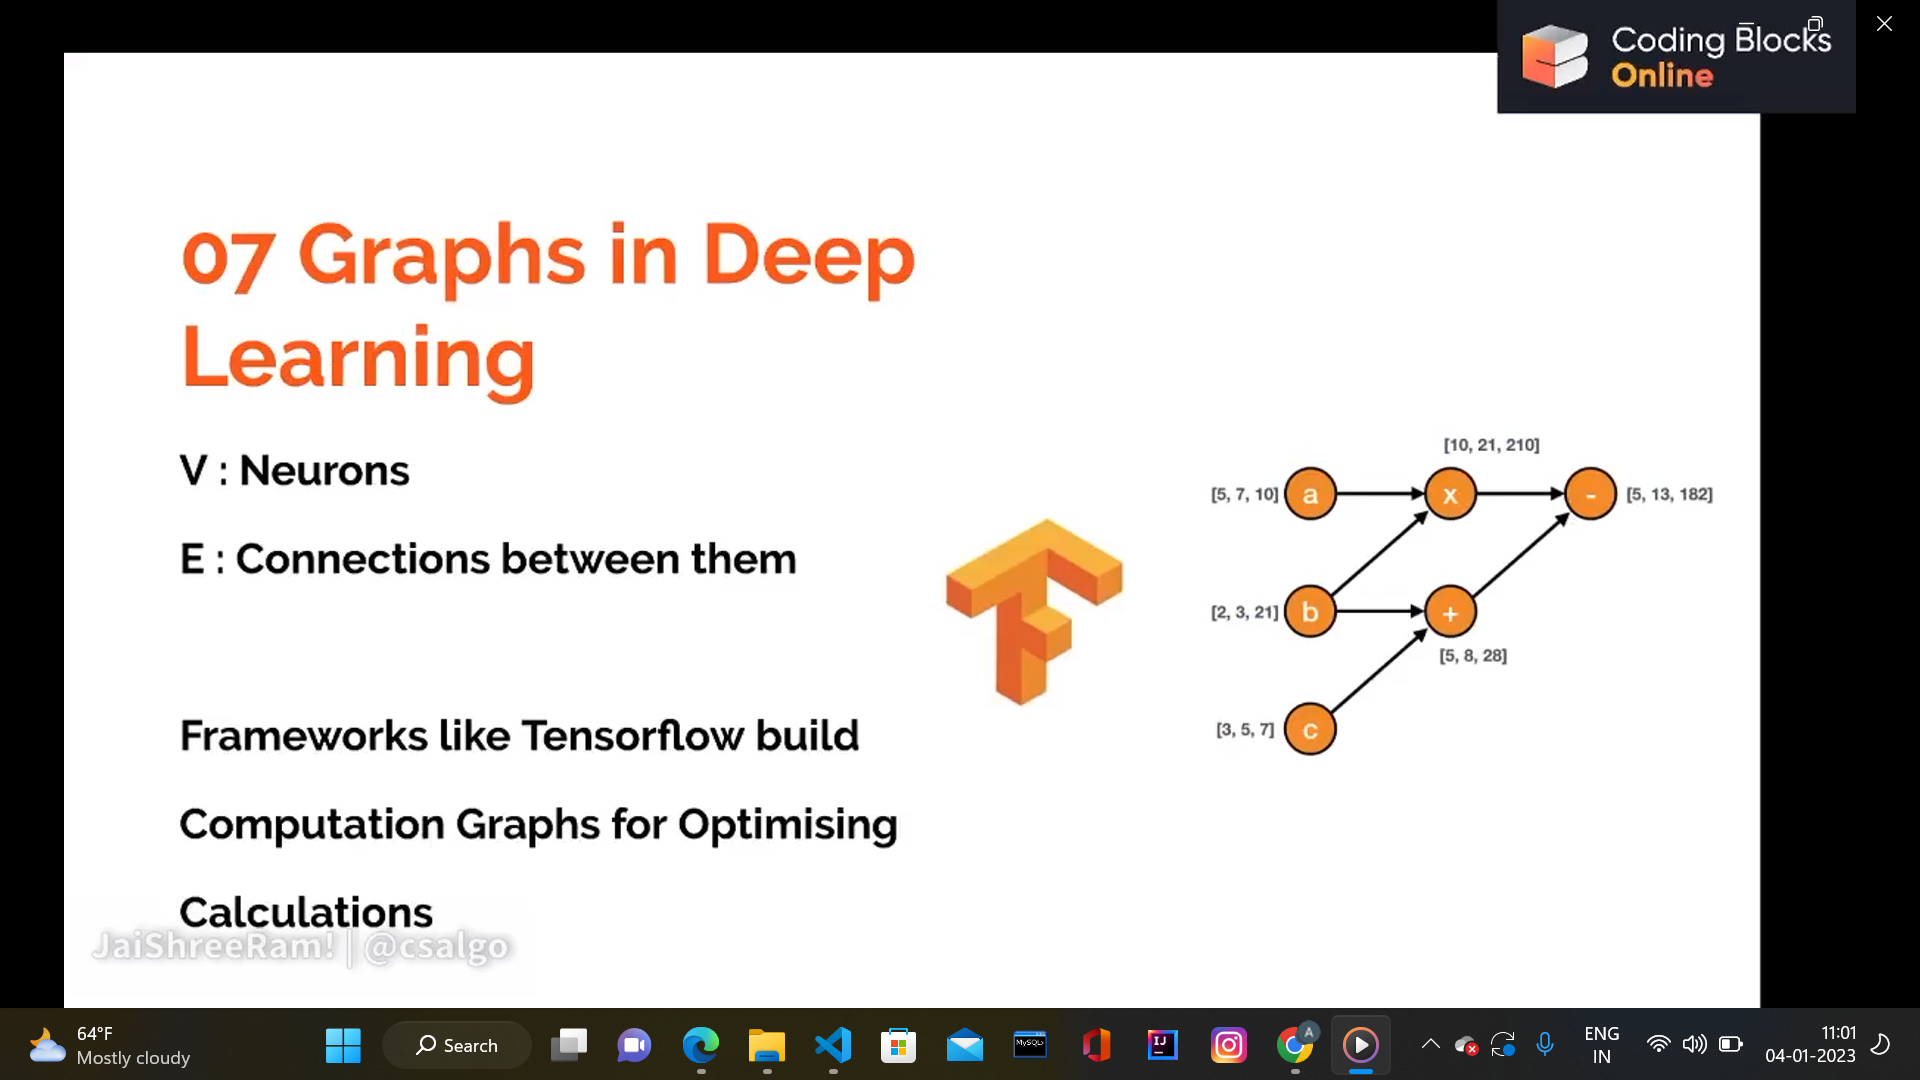 Coding Blocks
Online
07 Graphs in Deep
Learning
V : Neurons
E : Connections between them
Frameworks like Tensorflow build
Computation Graphs for Optimising
Calculations
JaiShreeRam! | @csalgo
[10, 21, 210]
[5, 7, 10] a x - [5, 13, 182]
[2, 3, 21] b +
[5, 8, 28]
[3, 5, 7] c
64°F
Mostly cloudy
Search
MySQL
IJ
A
ENG
IN
11:01
04-01-2023